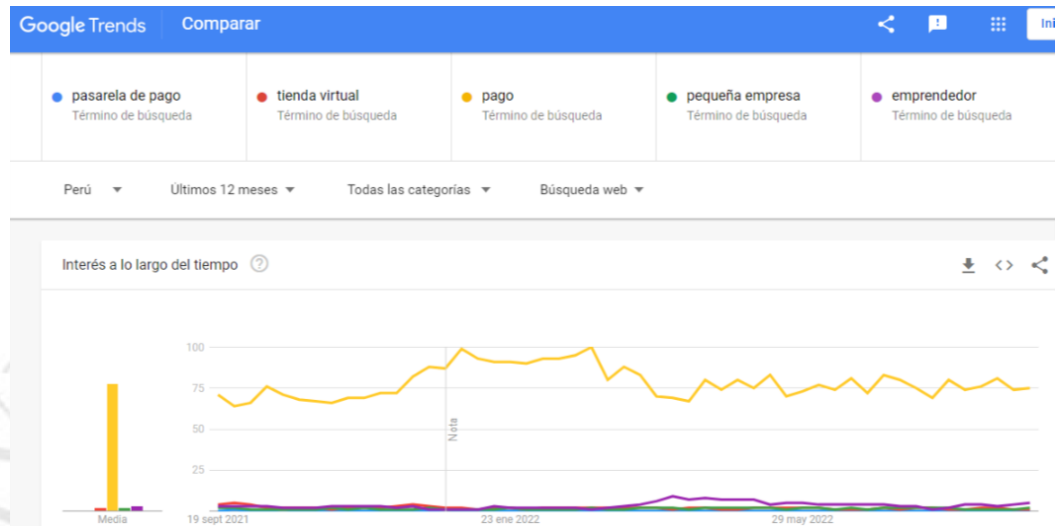 Google Trends Comparar Ini
pasarela de pago
Término de búsqueda
tienda virtual
Término de búsqueda
pago
Término de búsqueda
pequeña empresa
Término de búsqueda
emprendedor
Término de búsqueda
Perú Últimos 12 meses Todas las categorías Búsqueda web
Interés a lo largo del tiempo
100
75
50
25
Nota
Media 19 sept 2021 23 ene 2022 29 may 2022